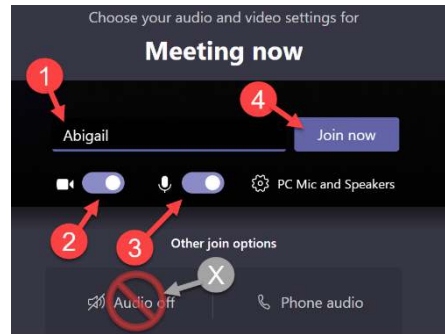 Choose your audio and video settings for
Meeting now
1
4
Abigail
Join now
PC Mic and Speakers
2
3
Other join options
X
Audio off
Phone audio